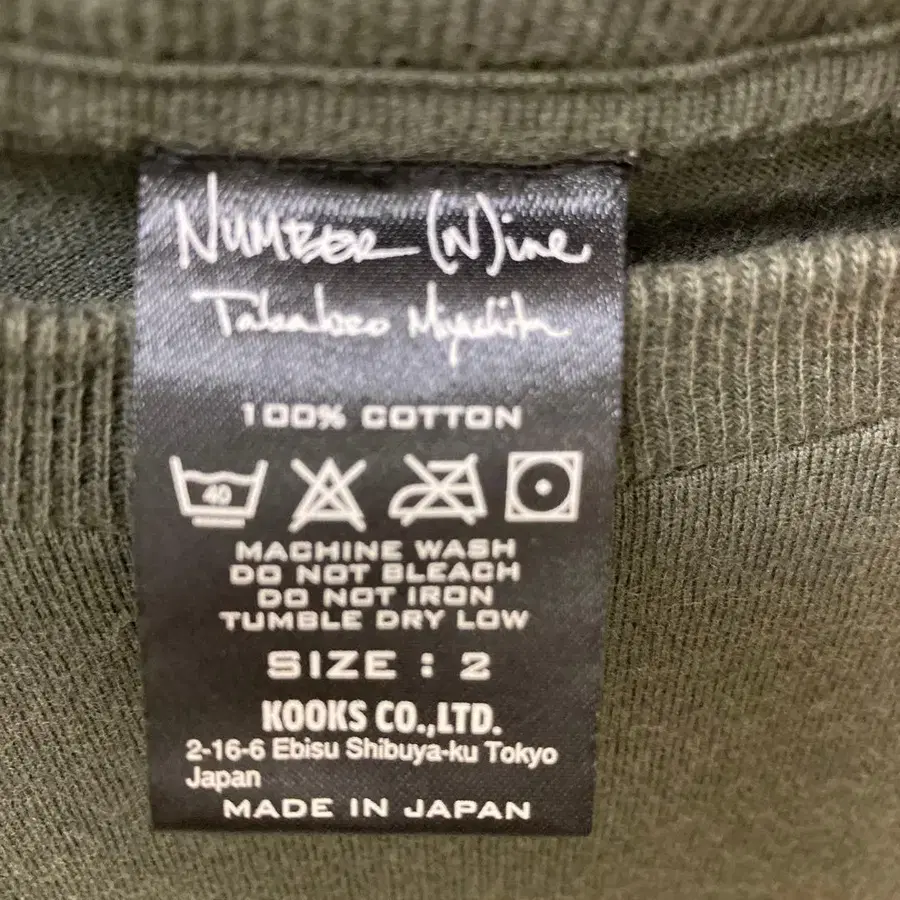 NUMBER (N)ine
Takahiro Miyashita
100% COTTON
40
MACHINE WASH
DO NOT BLEACH
DO NOT IRON
TUMBLE DRY LOW
SIZE : 2
KOOKS CO.,LTD.
2-16-6 Ebisu Shibuya-ku Tokyo
Japan
MADE IN JAPAN